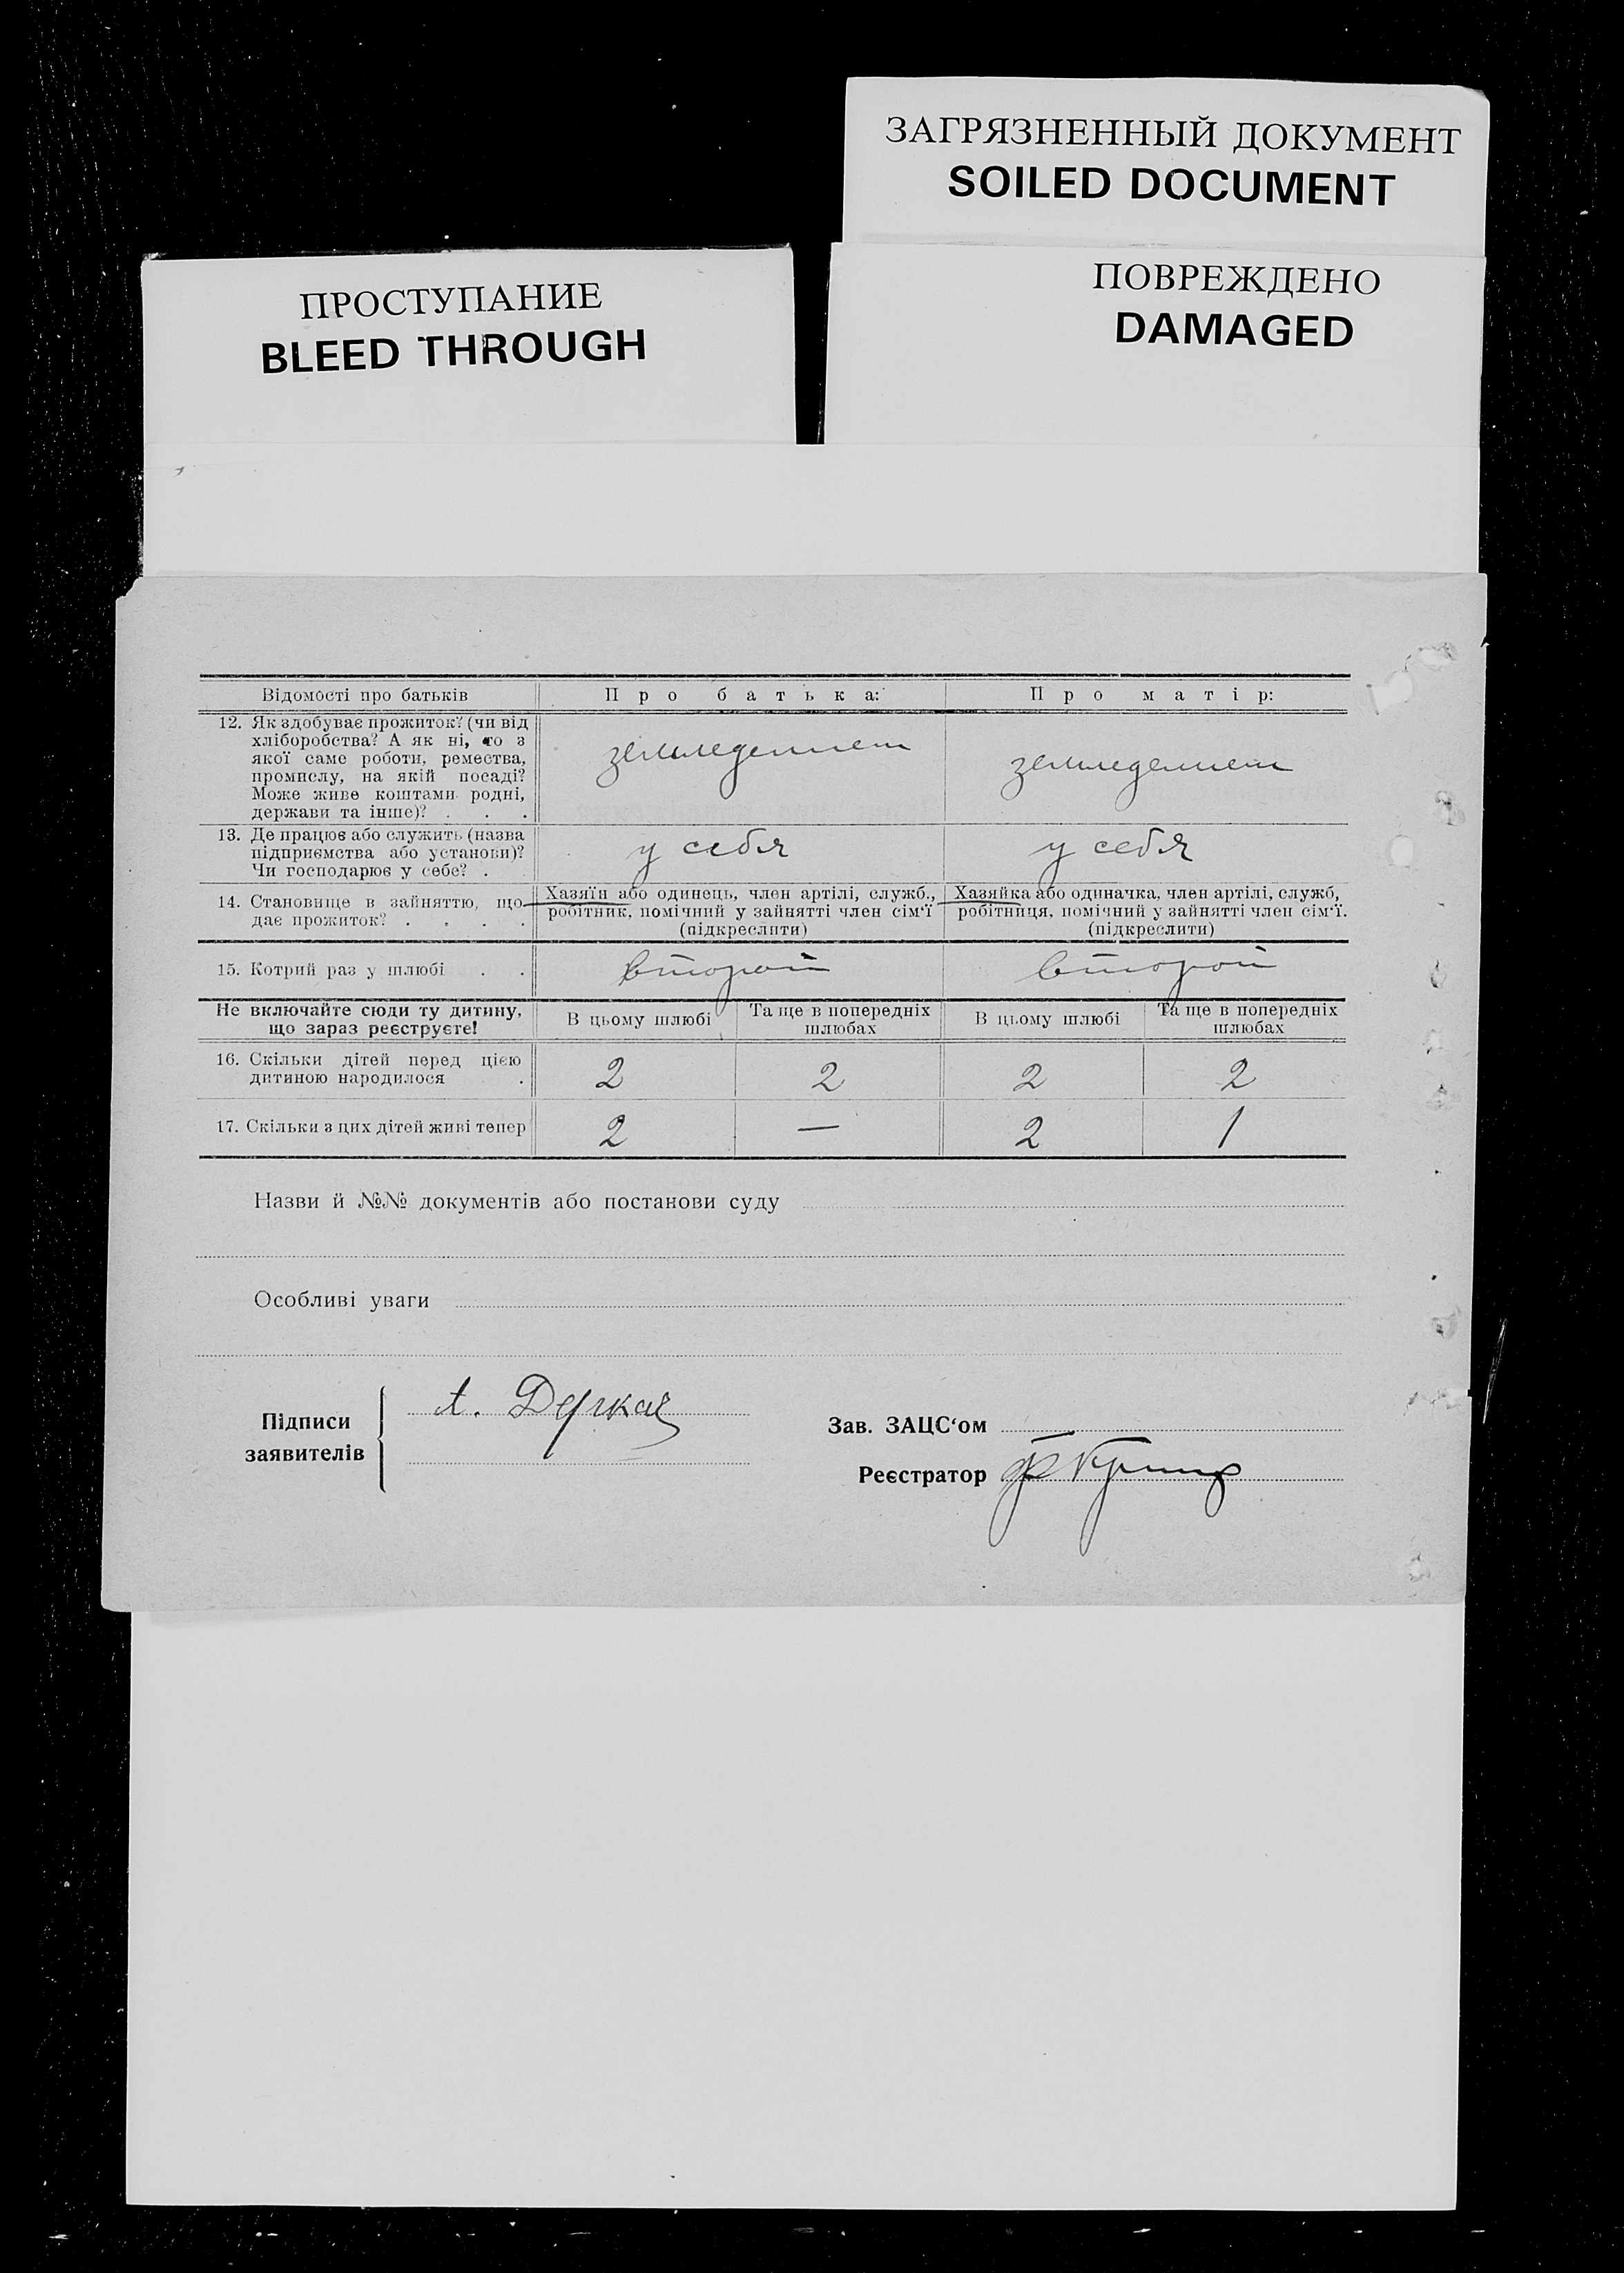 ЗАГРЯЗНЕННЫЙ ДОКУМЕНТ
SOILED DOCUMENT
ПРОСТУПАНИЕ
BLEED THROUGH
ПОВРЕЖДЕНО
DAMAGED
Відомості про батьків
Про батька:
Про матір:
12. Як здобуває прожиток? (чи від
хліборобства? А як ні, то з
якої саме роботи, ремества,
промислу, на якій посаді?
Може живе коштами родні,
держави та інше)? . . .
земледелием
земледелием
13. Де працює або служить (назва
підприємства або установи)?
Чи господарює у себе? .
у себя
у себя
14. Становище в зайняттю, що
дає прожиток? . . . .
Хазяїн або одинець, член артілі, служб.,
робітник, помічний у зайнятті член сім'ї
(підкреслити)
Хазяйка або одиначка, член артілі, служб,
робітниця, помічний у зайнятті член сім'ї.
(підкреслити)
15. Котрий раз у шлюбі . .
второй
второй
Не включайте сюди ту дитину,
що зараз реєструєте!
В цьому шлюбі
Та ще в попередніх
шлюбах
В цьому шлюбі
Та ще в попередніх
шлюбах
16. Скільки дітей перед цією
дитиною народилося .
2
2
2
2
17. Скільки з цих дітей живі тепер
2
—
2
1
Назви й №№ документів або постанови суду
Особливі уваги
Підписи
заявителів
А. Деркач
Зав. ЗАЦС'ом
Реєстратор